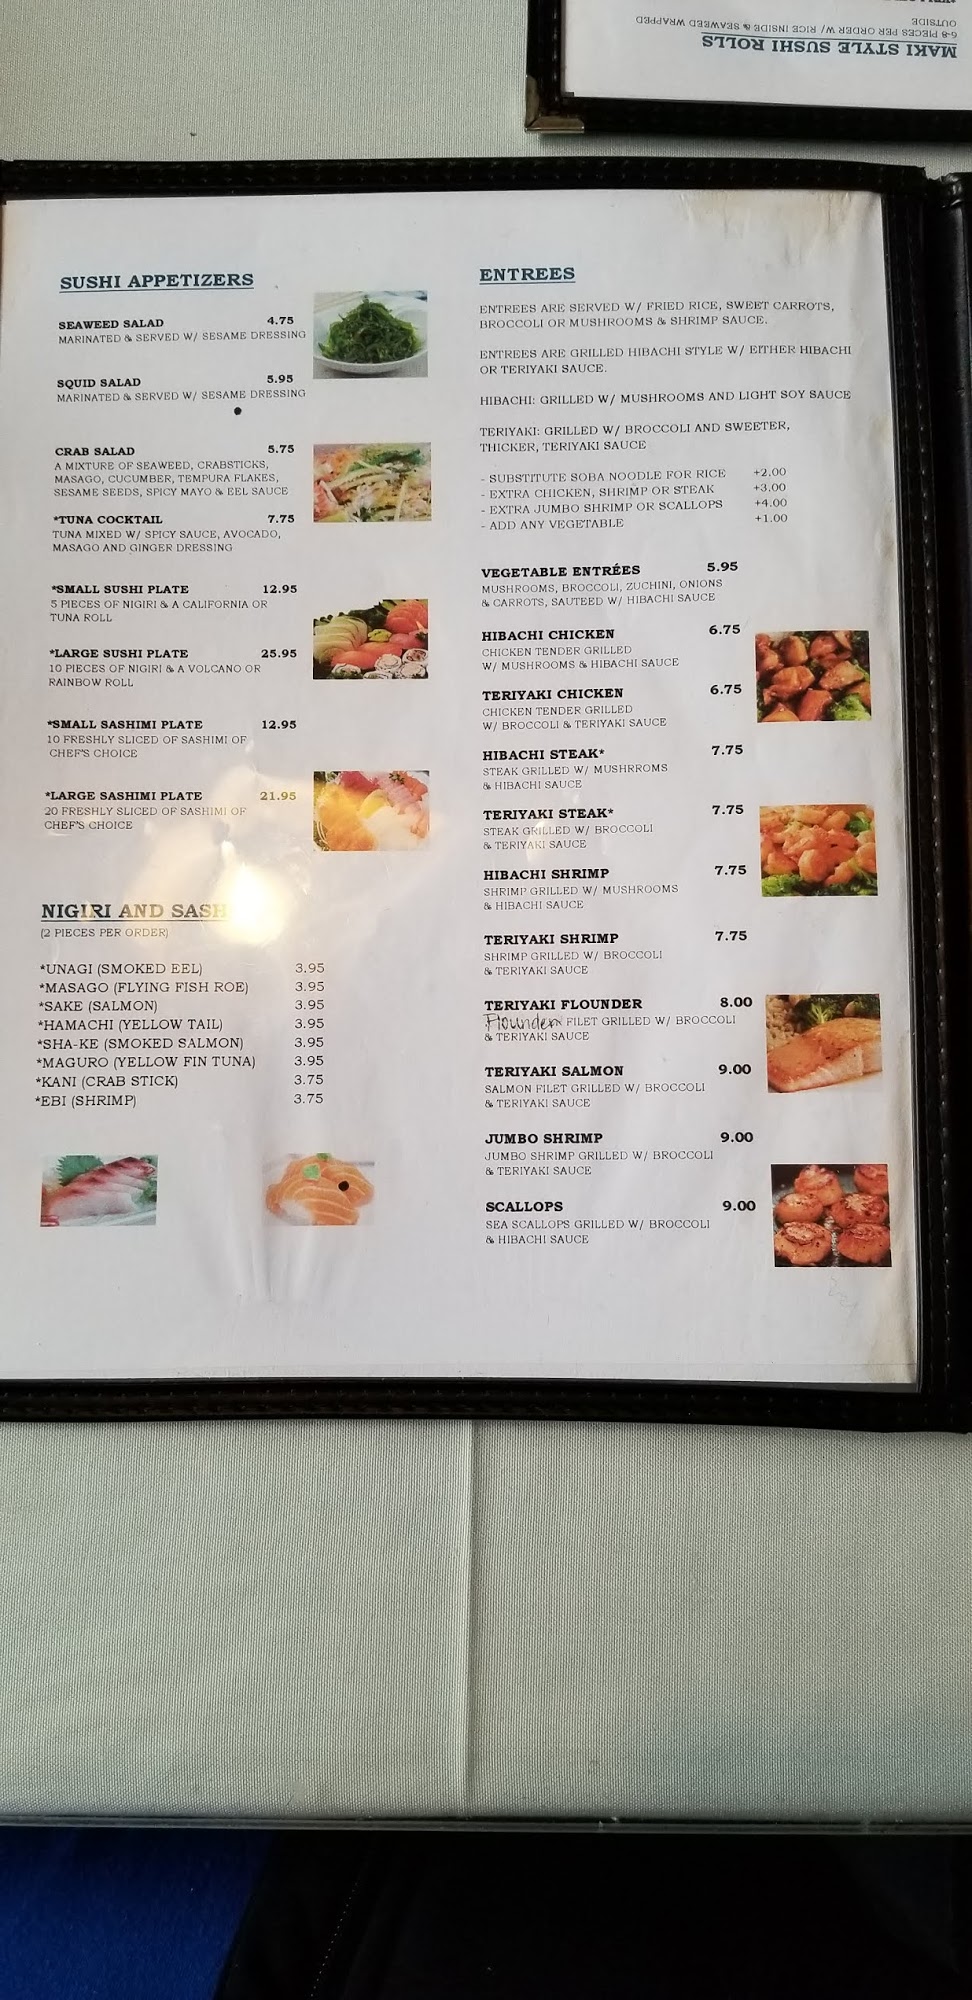 MAKI STYLE SUSHI ROLLS
6-8 PIECES PER ORDER W/ RICE INSIDE & SEAWEED WRAPPED
OUTSIDE
SUSHI APPETIZERS
SEAWEED SALAD 4.75
MARINATED & SERVED W/ SESAME DRESSING
SQUID SALAD 5.95
MARINATED & SERVED W/ SESAME DRESSING
CRAB SALAD 5.75
A MIXTURE OF SEAWEED, CRABSTICKS,
MASAGO, CUCUMBER, TEMPURA FLAKES,
SESAME SEEDS, SPICY MAYO & EEL SAUCE
*TUNA COCKTAIL 7.75
TUNA MIXED W/ SPICY SAUCE, AVOCADO,
MASAGO AND GINGER DRESSING
*SMALL SUSHI PLATE 12.95
5 PIECES OF NIGIRI & A CALIFORNIA OR
TUNA ROLL
*LARGE SUSHI PLATE 25.95
10 PIECES OF NIGIRI & A VOLCANO OR
RAINBOW ROLL
*SMALL SASHIMI PLATE 12.95
10 FRESHLY SLICED OF SASHIMI OF
CHEF'S CHOICE
*LARGE SASHIMI PLATE 21.95
20 FRESHLY SLICED OF SASHIMI OF
CHEF'S CHOICE
NIGIRI AND SASH
(2 PIECES PER ORDER)
*UNAGI (SMOKED EEL) 3.95
*MASAGO (FLYING FISH ROE) 3.95
*SAKE (SALMON) 3.95
*HAMACHI (YELLOW TAIL) 3.95
*SHA-KE (SMOKED SALMON) 3.95
*MAGURO (YELLOW FIN TUNA) 3.95
*KANI (CRAB STICK) 3.75
*EBI (SHRIMP) 3.75
ENTREES
ENTREES ARE SERVED W/ FRIED RICE, SWEET CARROTS,
BROCCOLI OR MUSHROOMS & SHRIMP SAUCE.
ENTREES ARE GRILLED HIBACHI STYLE W/ EITHER HIBACHI
OR TERIYAKI SAUCE.
HIBACHI: GRILLED W/ MUSHROOMS AND LIGHT SOY SAUCE
TERIYAKI: GRILLED W/ BROCCOLI AND SWEETER,
THICKER, TERIYAKI SAUCE
- SUBSTITUTE SOBA NOODLE FOR RICE +2.00
- EXTRA CHICKEN, SHRIMP OR STEAK +3.00
- EXTRA JUMBO SHRIMP OR SCALLOPS +4.00
- ADD ANY VEGETABLE +1.00
VEGETABLE ENTRÉES 5.95
MUSHROOMS, BROCCOLI, ZUCHINI, ONIONS
& CARROTS, SAUTEED W/ HIBACHI SAUCE
HIBACHI CHICKEN 6.75
CHICKEN TENDER GRILLED
W/ MUSHROOMS & HIBACHI SAUCE
TERIYAKI CHICKEN 6.75
CHICKEN TENDER GRILLED
W/ BROCCOLI & TERIYAKI SAUCE
HIBACHI STEAK* 7.75
STEAK GRILLED W/ MUSHRROMS
& HIBACHI SAUCE
TERIYAKI STEAK* 7.75
STEAK GRILLED W/ BROCCOLI
& TERIYAKI SAUCE
HIBACHI SHRIMP 7.75
SHRIMP GRILLED W/ MUSHROOMS
& HIBACHI SAUCE
TERIYAKI SHRIMP 7.75
SHRIMP GRILLED W/ BROCCOLI
& TERIYAKI SAUCE
TERIYAKI FLOUNDER 8.00
Flounder FILET GRILLED W/ BROCCOLI
& TERIYAKI SAUCE
TERIYAKI SALMON 9.00
SALMON FILET GRILLED W/ BROCCOLI
& TERIYAKI SAUCE
JUMBO SHRIMP 9.00
JUMBO SHRIMP GRILLED W/ BROCCOLI
& TERIYAKI SAUCE
SCALLOPS 9.00
SEA SCALLOPS GRILLED W/ BROCCOLI
& HIBACHI SAUCE